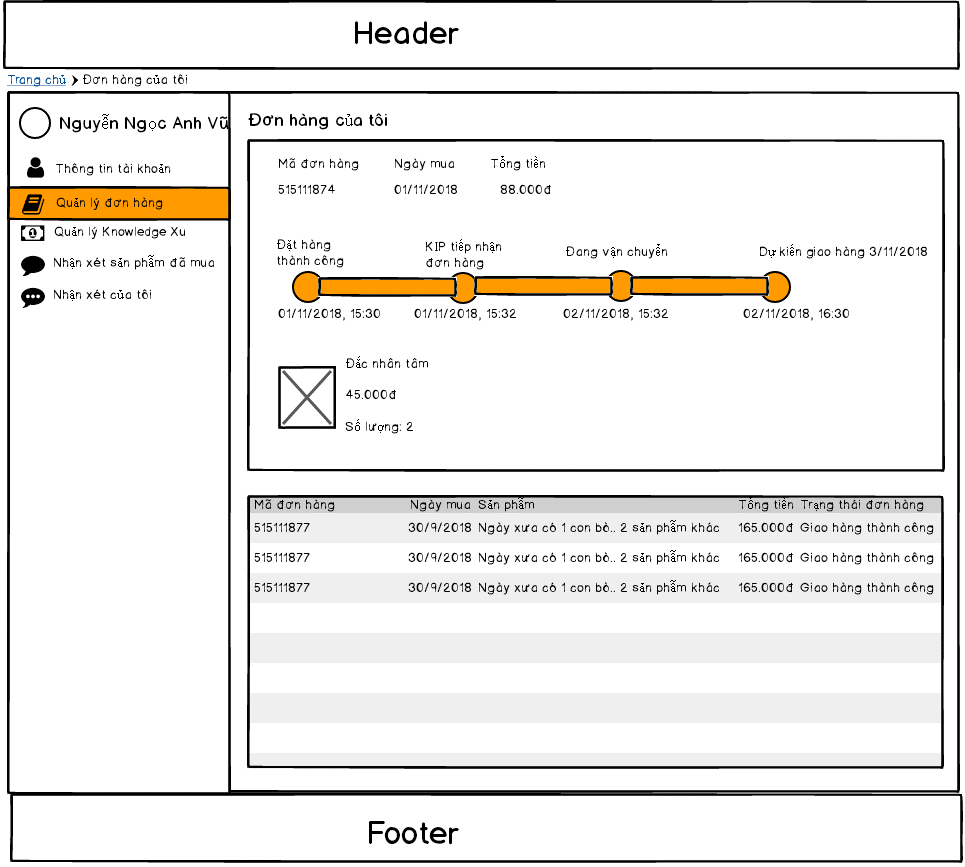 Header
Trang chủ > Đơn hàng của tôi
Nguyễn Ngọc Anh Vũ
Thông tin tài khoản
Quản lý đơn hàng
Quản lý Knowledge Xu
Nhận xét sản phẩm đã mua
Nhận xét của tôi
Đơn hàng của tôi
Mã đơn hàng Ngày mua Tổng tiền
515111874 01/11/2018 88.000đ
Đặt hàng
thành công
KIP tiếp nhận
đơn hàng
Đang vận chuyển
Dự kiến giao hàng 3/11/2018
01/11/2018, 15:30 01/11/2018, 15:32 02/11/2018, 15:32 02/11/2018, 16:30
Đắc nhân tâm
45.000đ
Số lượng: 2
Mã đơn hàng Ngày mua Sản phẩm Tổng tiền Trạng thái đơn hàng
515111877 30/9/2018 Ngày xưa có 1 con bò.. 2 sản phẩm khác 165.000đ Giao hàng thành công
515111877 30/9/2018 Ngày xưa có 1 con bò.. 2 sản phẩm khác 165.000đ Giao hàng thành công
515111877 30/9/2018 Ngày xưa có 1 con bò.. 2 sản phẩm khác 165.000đ Giao hàng thành công
Footer